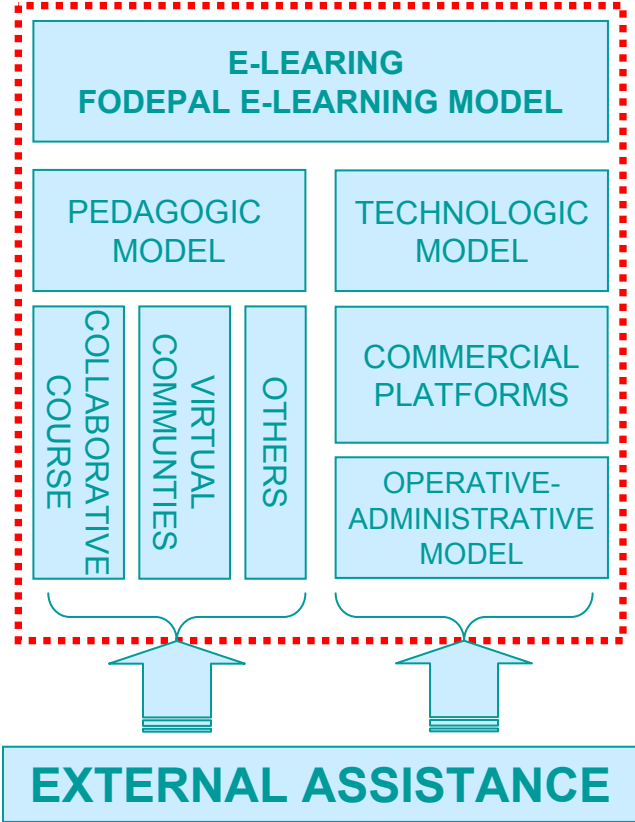 E-LEARING
FODEPAL E-LEARNING MODEL
PEDAGOGIC
MODEL
TECHNOLOGIC
MODEL
COLLABORATIVE
COURSE
VIRTUAL
COMMUNTIES
OTHERS
COMMERCIAL
PLATFORMS
OPERATIVE-
ADMINISTRATIVE
MODEL
EXTERNAL ASSISTANCE